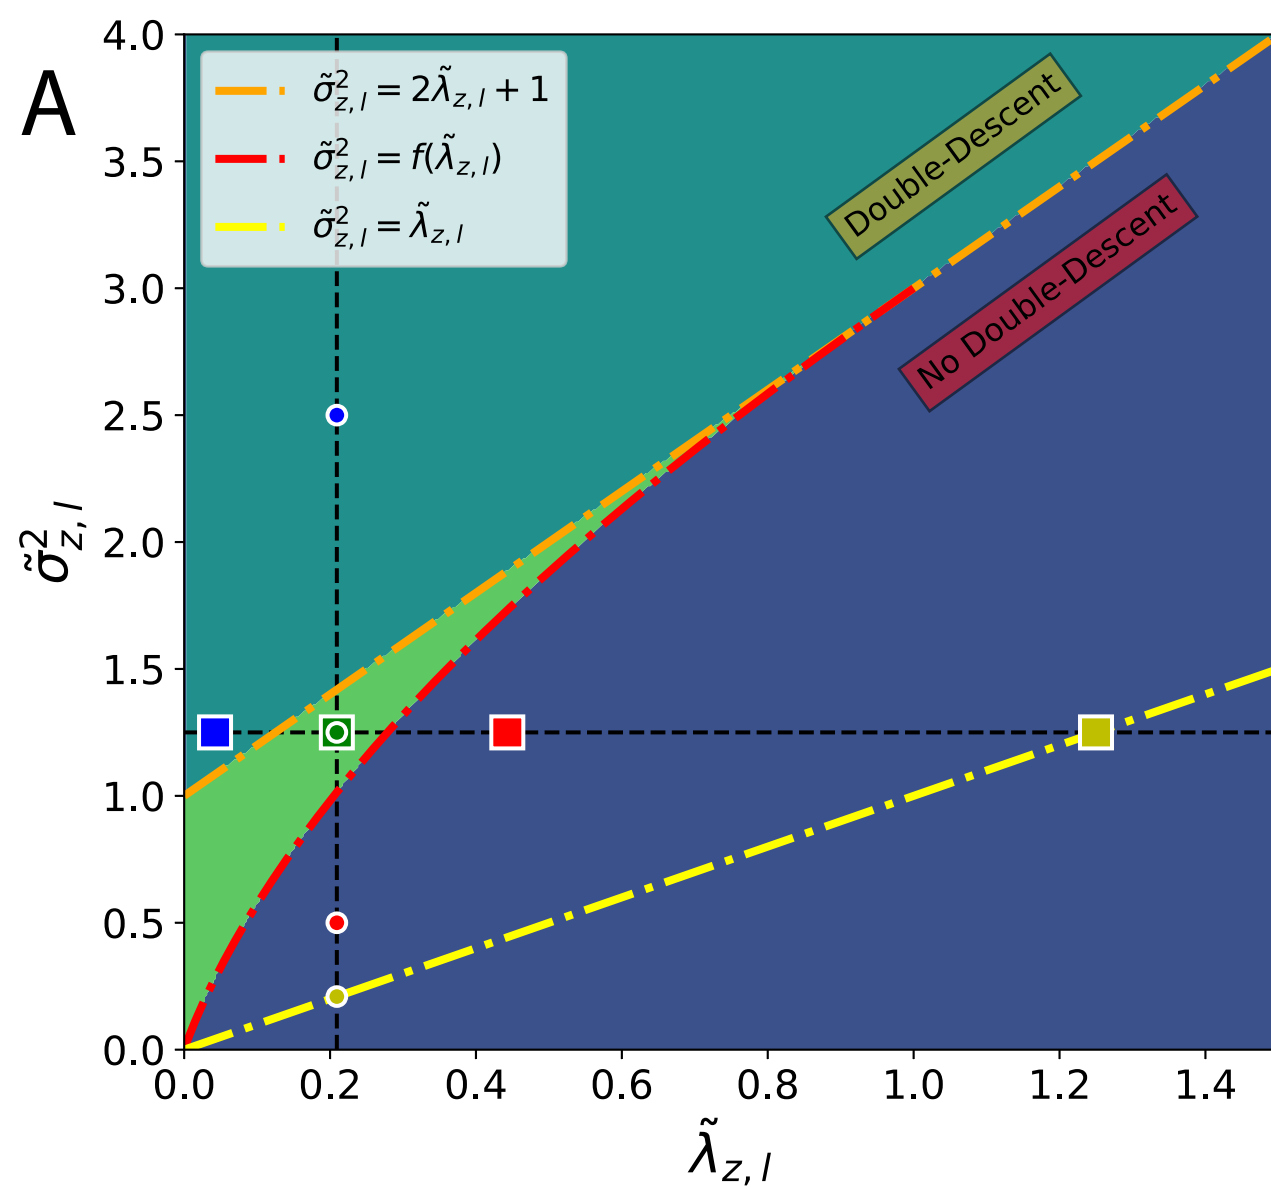 A
σ̃²_{z, l} = 2λ̃_{z, l} + 1
σ̃²_{z, l} = f(λ̃_{z, l})
σ̃²_{z, l} = λ̃_{z, l}
Double-Descent
No Double-Descent
4.0
3.5
3.0
2.5
2.0
1.5
1.0
0.5
0.0
σ̃²_{z, l}
0.0 0.2 0.4 0.6 0.8 1.0 1.2 1.4
λ̃_{z, l}